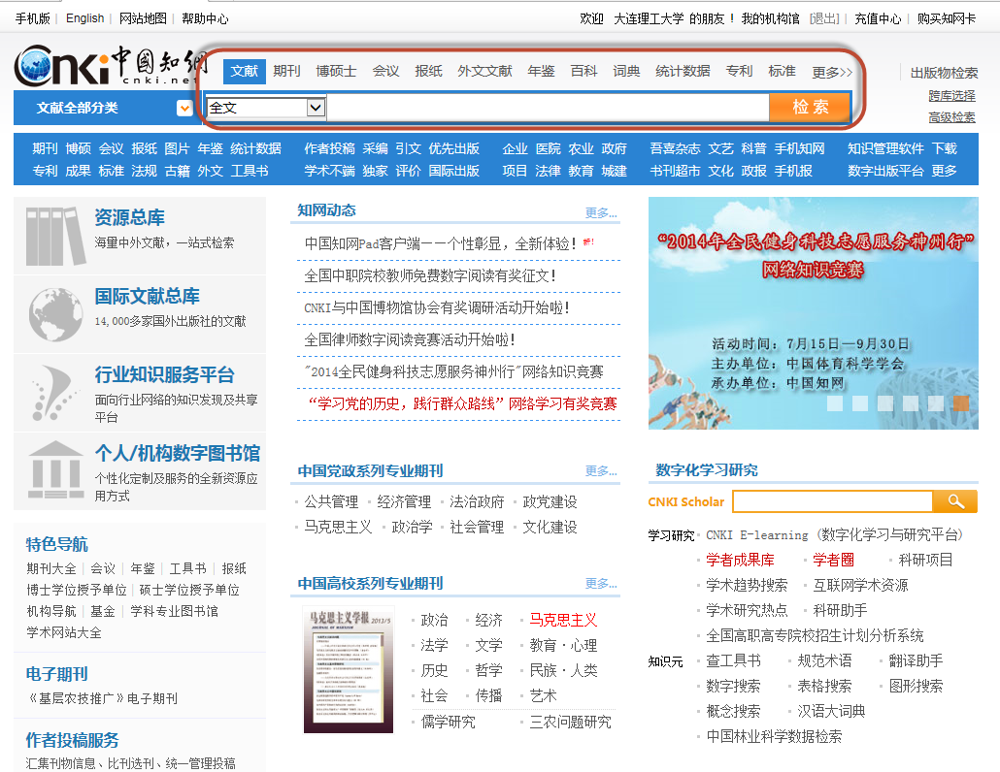 手机版 English 网站地图 帮助中心
欢迎 大连理工大学 的朋友！ 我的机构馆 [退出] 充值中心 购买知网卡
Cnki 中國知網
cnki.net
文献 期刊 博硕士 会议 报纸 外文文献 年鉴 百科 词典 统计数据 专利 标准 更多>>
出版物检索
跨库选择
高级检索
文献全部分类
全文
检 索
期刊 博硕 会议 报纸 图片 年鉴 统计数据 作者投稿 采编 引文 优先出版 企业 医院 农业 政府 吾喜杂志 文艺 科普 手机知网 知识管理软件 下载
专利 成果 标准 法规 古籍 外文 工具书 学术不端 独家 评价 国际出版 项目 法律 教育 城建 书刊超市 文化 政报 手机报 数字出版平台 更多
资源总库
海量中外文献，一站式检索
国际文献总库
14,000多家国外出版社的文献
行业知识服务平台
面向行业网络的知识发现及共享
平台
个人/机构数字图书馆
个性化定制及服务的全新资源应
用方式
特色导航
期刊大全 会议 年鉴 工具书 报纸
博士学位授予单位 硕士学位授予单位
机构导航 基金 学科专业图书馆
学术网站大全
电子期刊
《基层农技推广》电子期刊
作者投稿服务
汇集刊物信息、比刊选刊、统一管理投稿
知网动态 更多...
中国知网Pad客户端——个性彰显，全新体验！
全国中职院校教师免费数字阅读有奖征文！
CNKI与中国博物馆协会有奖调研活动开始啦！
全国律师数字阅读竞赛活动开始啦！
"2014全民健身科技志愿服务神州行"网络知识竞赛
“学习党的历史，践行群众路线”网络学习有奖竞赛
中国党政系列专业期刊 更多...
公共管理 经济管理 法治政府 政党建设
马克思主义 政治学 社会管理 文化建设
中国高校系列专业期刊 更多...
马克思主义学报 2013/5
JOURNAL OF MARXISM
政治 经济 马克思主义
法学 文学 教育·心理
历史 哲学 民族·人类
社会 传播 艺术
儒学研究 三农问题研究
“2014年全民健身科技志愿服务神州行”
网络知识竞赛
活动时间：7月15日—9月30日
主办单位：中国体育科学学会
承办单位：中国知网
数字化学习研究
CNKI Scholar
学习研究 CNKI E-learning (数字化学习与研究平台)
学者成果库 学者圈 科研项目
学术趋势搜索 互联网学术资源
学术研究热点 科研助手
全国高职高专院校招生计划分析系统
知识元 查工具书 规范术语 翻译助手
数字搜索 表格搜索 图形搜索
概念搜索 汉语大词典
中国林业科学数据检索